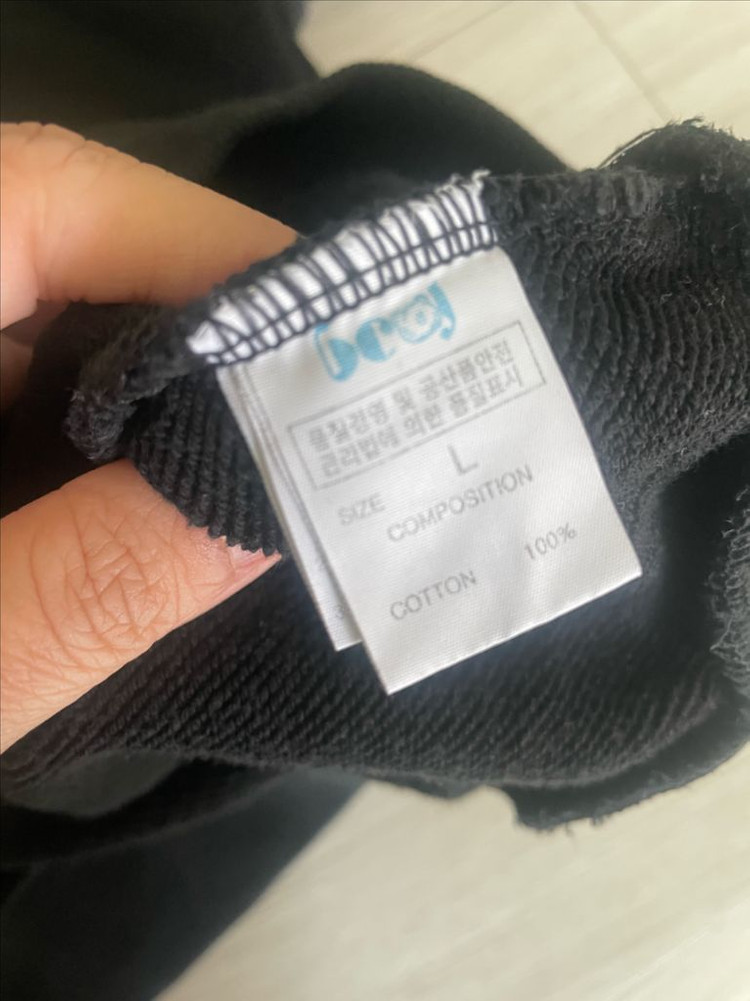 품질경영 및 공산품안전
관리법에 의한 품질표시
SIZE L
COMPOSITION
COTTON 100%